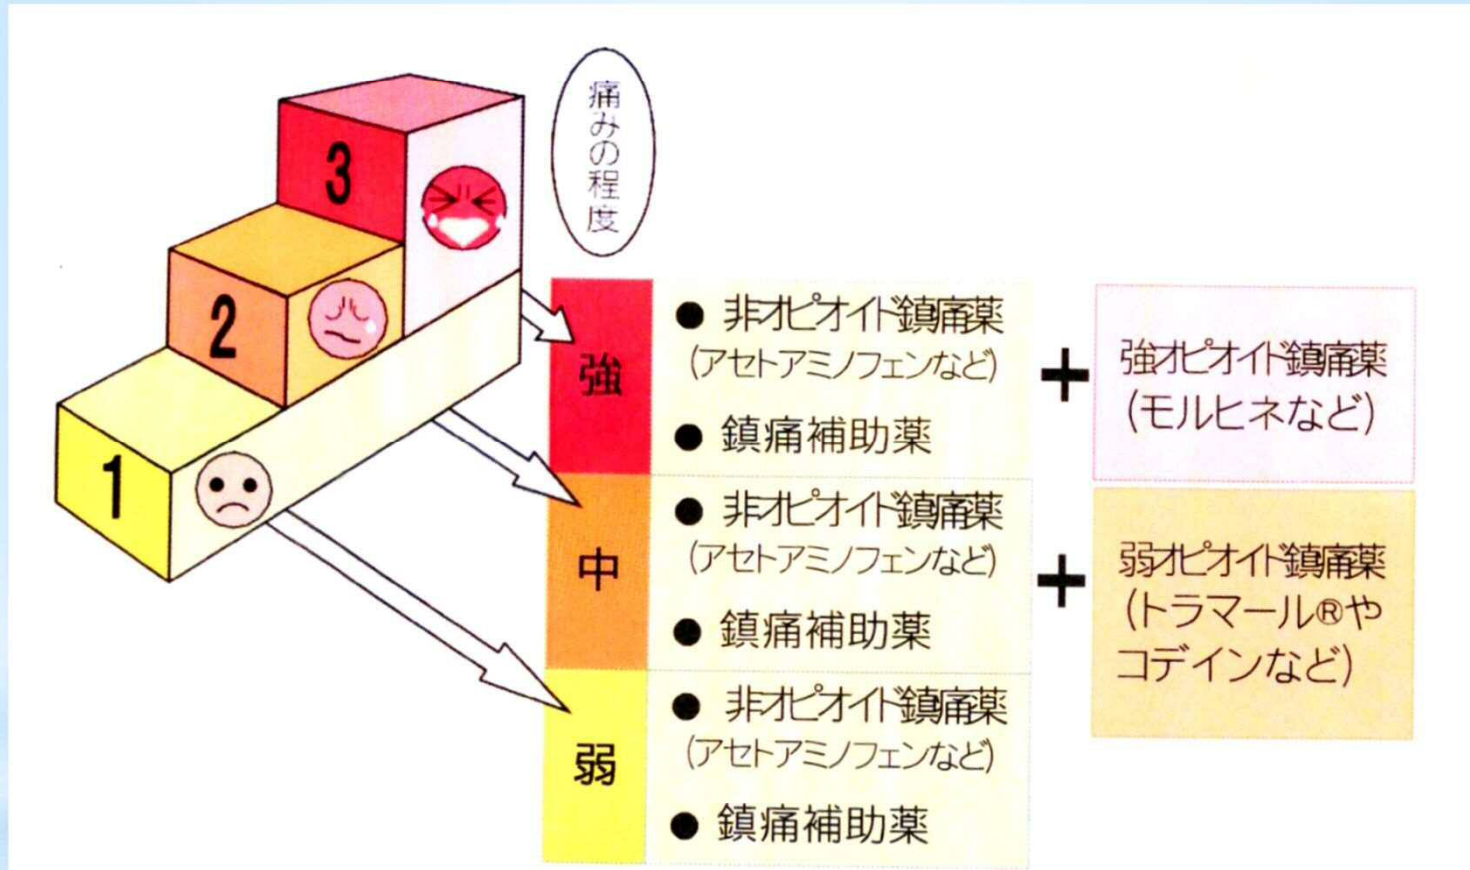 痛みの程度
3
2
1
強
● 非オピオイド鎮痛薬
(アセトアミノフェンなど)
● 鎮痛補助薬
+
強オピオイド鎮痛薬
(モルヒネなど)
中
● 非オピオイド鎮痛薬
(アセトアミノフェンなど)
● 鎮痛補助薬
+
弱オピオイド鎮痛薬
(トラマール®や
コデインなど)
弱
● 非オピオイド鎮痛薬
(アセトアミノフェンなど)
● 鎮痛補助薬